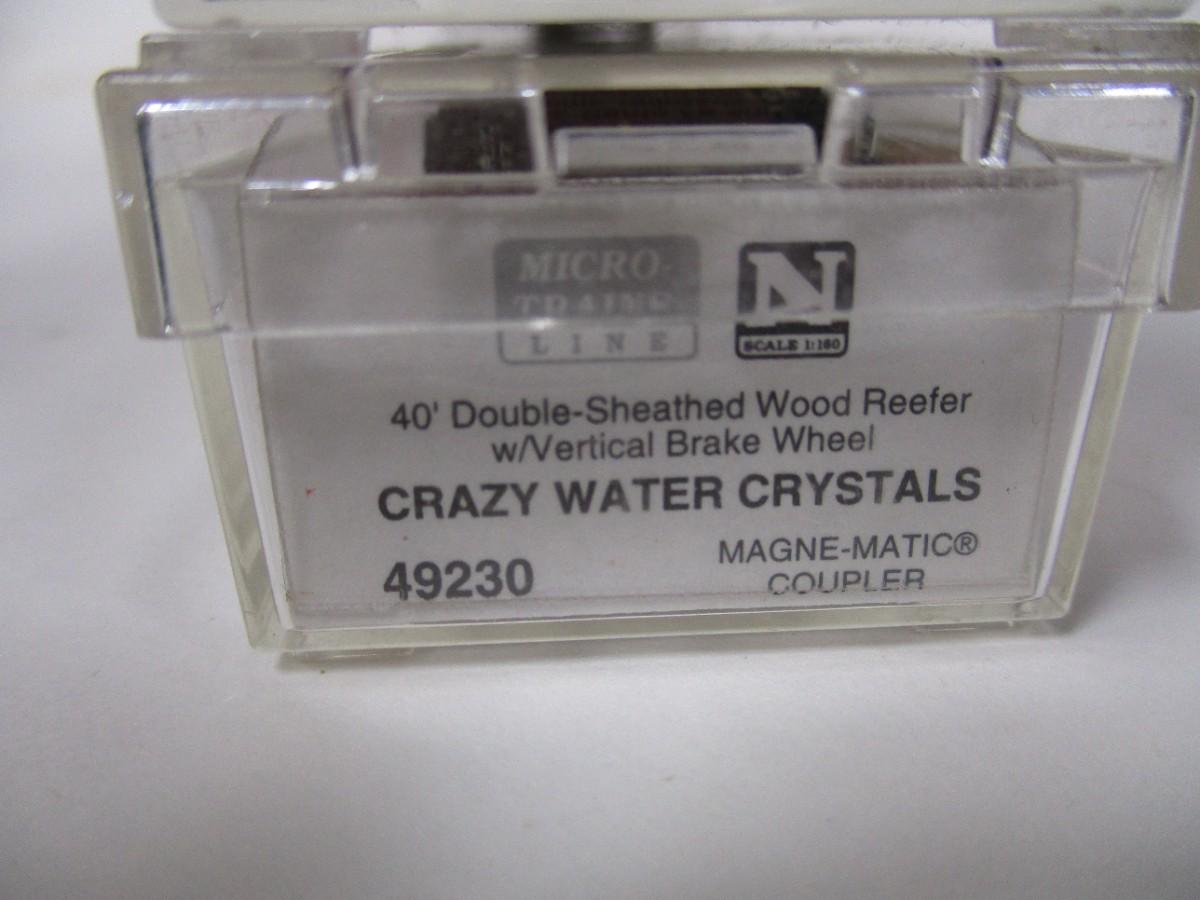 MICRO-
TRAINS
LINE
N
SCALE 1:160
40' Double-Sheathed Wood Reefer
w/Vertical Brake Wheel
CRAZY WATER CRYSTALS
49230
MAGNE-MATIC®
COUPLER